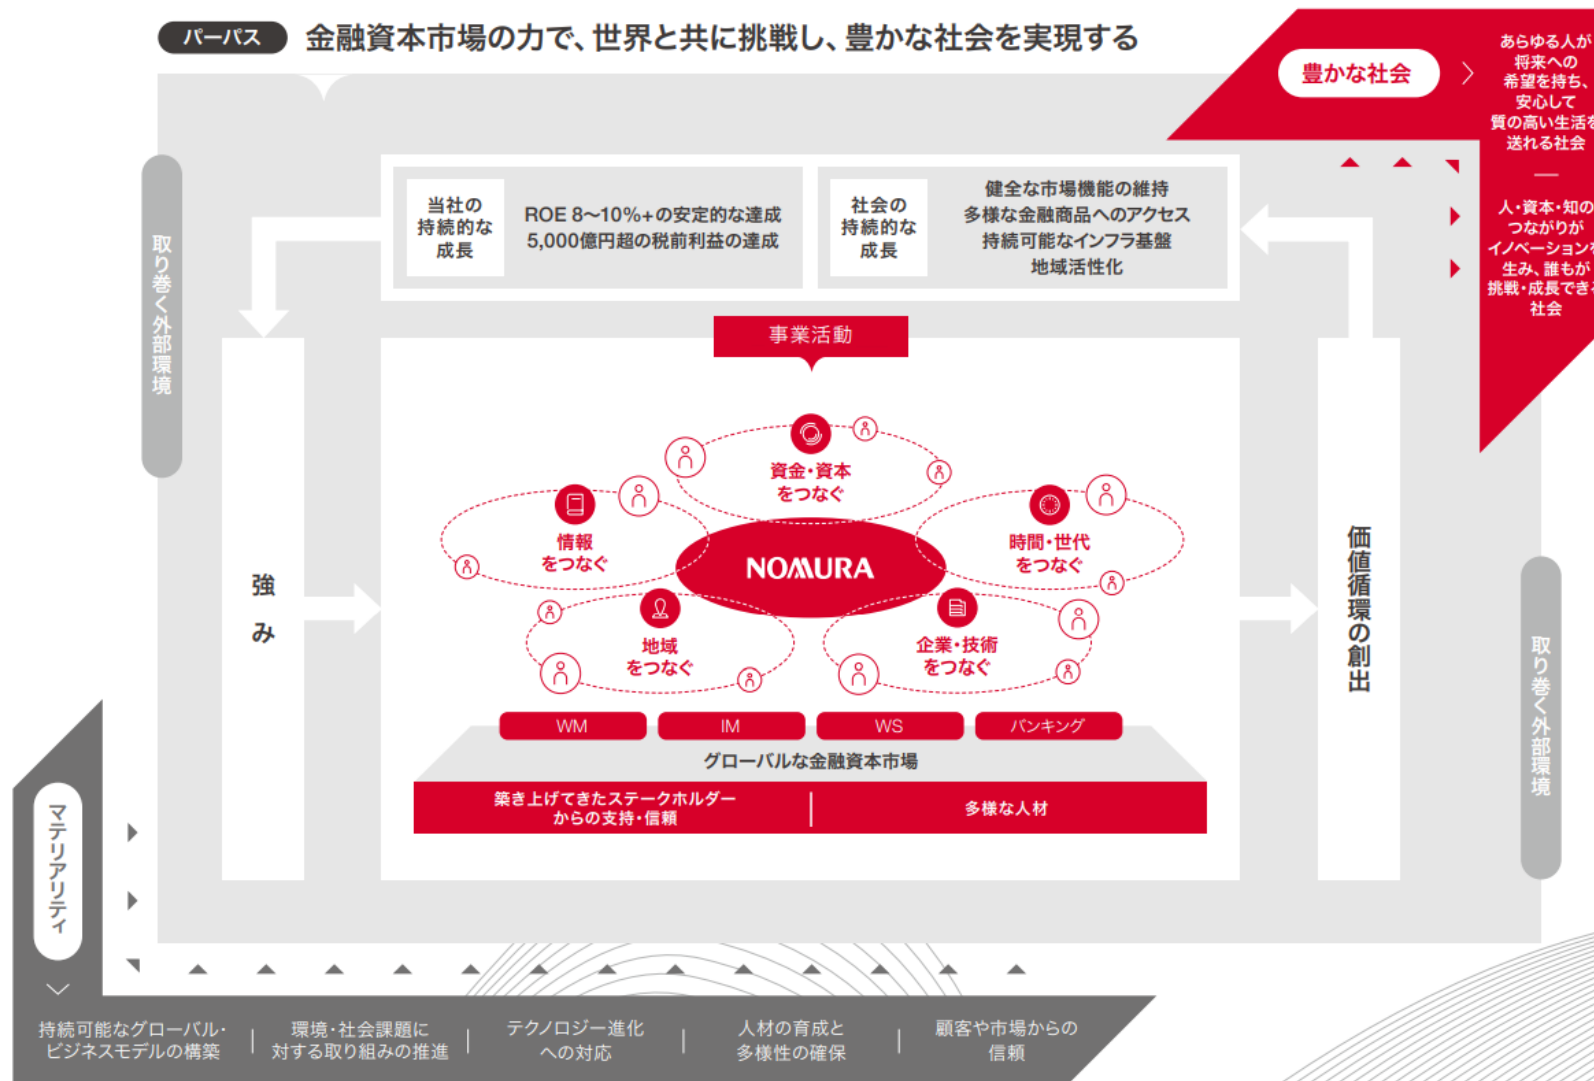 パーパス
金融資本市場の力で、世界と共に挑戦し、豊かな社会を実現する
豊かな社会
あらゆる人が
将来への
希望を持ち、
安心して
質の高い生活を
送れる社会
人・資本・知の
つながりが
イノベーションを
生み、誰もが
挑戦・成長できる
社会
取り巻く外部環境
当社の
持続的な
成長
ROE 8～10%+の安定的な達成
5,000億円超の税前利益の達成
社会の
持続的な
成長
健全な市場機能の維持
多様な金融商品へのアクセス
持続可能なインフラ基盤
地域活性化
事業活動
強み
資金・資本
をつなぐ
情報
をつなぐ
時間・世代
をつなぐ
NOMURA
地域
をつなぐ
企業・技術
をつなぐ
WM
IM
WS
バンキング
グローバルな金融資本市場
築き上げてきたステークホルダー
からの支持・信頼
多様な人材
価値循環の創出
取り巻く外部環境
マテリアリティ
持続可能なグローバル・
ビジネスモデルの構築
環境・社会課題に
対する取り組みの推進
テクノロジー進化
への対応
人材の育成と
多様性の確保
顧客や市場からの
信頼